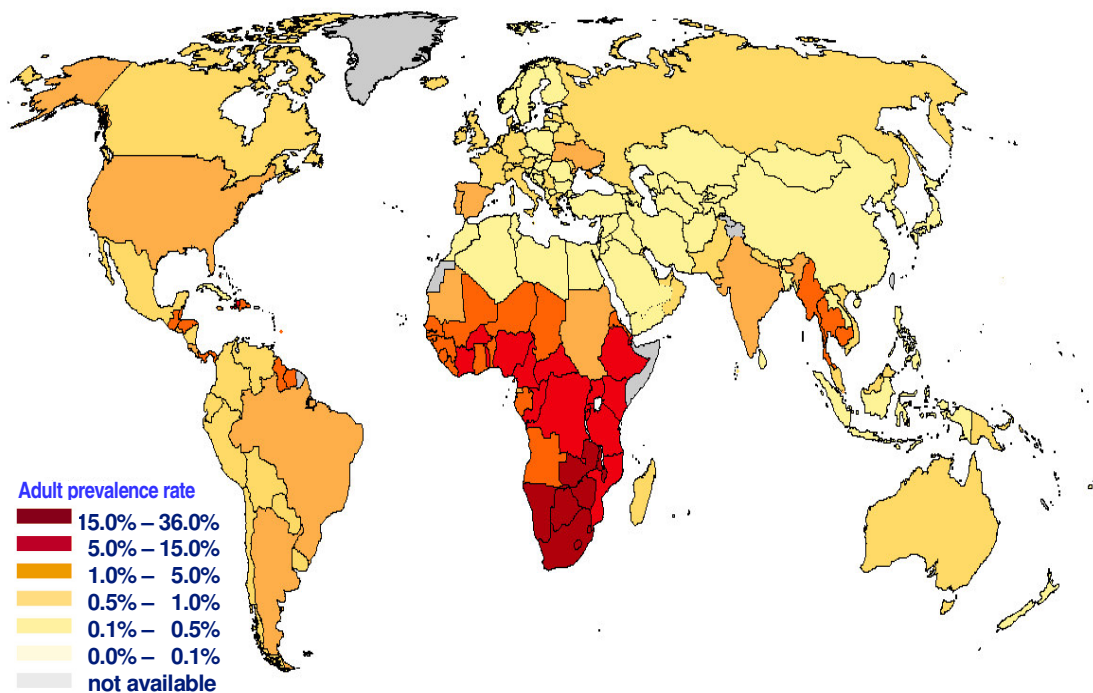 Adult prevalence rate
15.0% – 36.0%
5.0% – 15.0%
1.0% – 5.0%
0.5% – 1.0%
0.1% – 0.5%
0.0% – 0.1%
not available